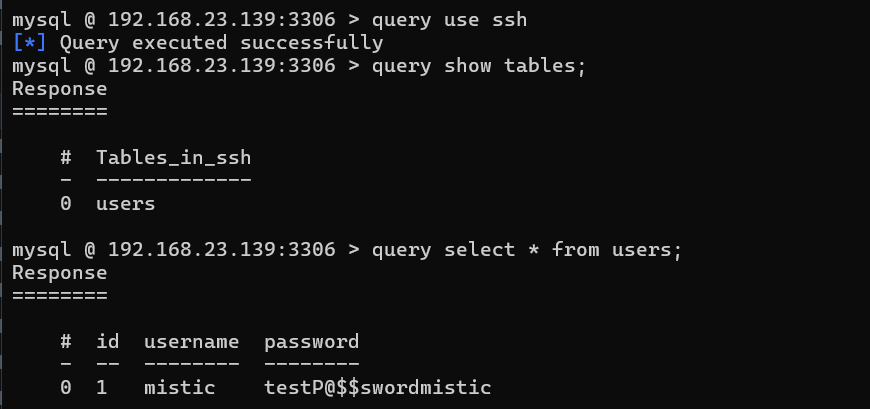 mysql @ 192.168.23.139:3306 > query use ssh
[*] Query executed successfully
mysql @ 192.168.23.139:3306 > query show tables;
Response
========
# Tables_in_ssh
- -------------
0 users
mysql @ 192.168.23.139:3306 > query select * from users;
Response
========
# id username password
- -- -------- --------
0 1 mistic testP@$$swordmistic